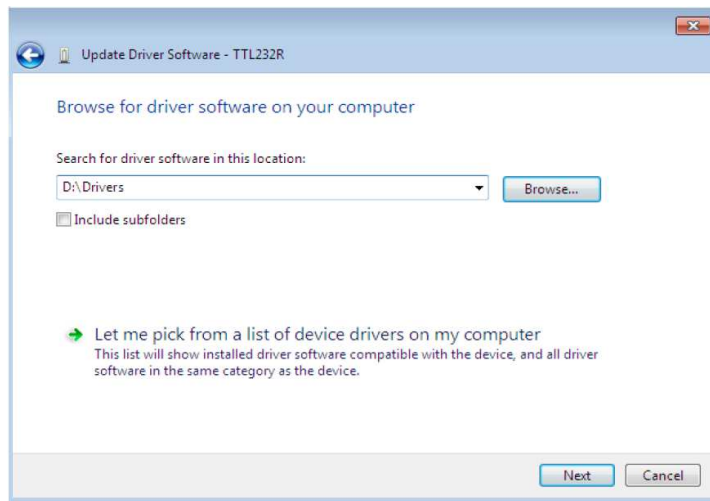 Update Driver Software - TTL232R
Browse for driver software on your computer
Search for driver software in this location:
D:\Drivers
Browse...
Include subfolders
Let me pick from a list of device drivers on my computer
This list will show installed driver software compatible with the device, and all driver
software in the same category as the device.
Next
Cancel